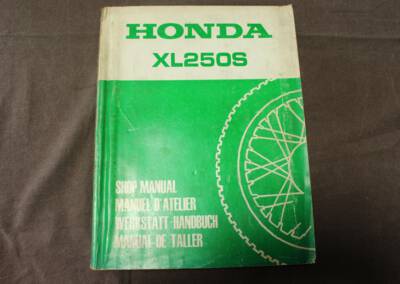 HONDA
XL250S
SHOP MANUAL
MANUEL D'ATELIER
WERKSTATT-HANDBUCH
MANUAL DE TALLER